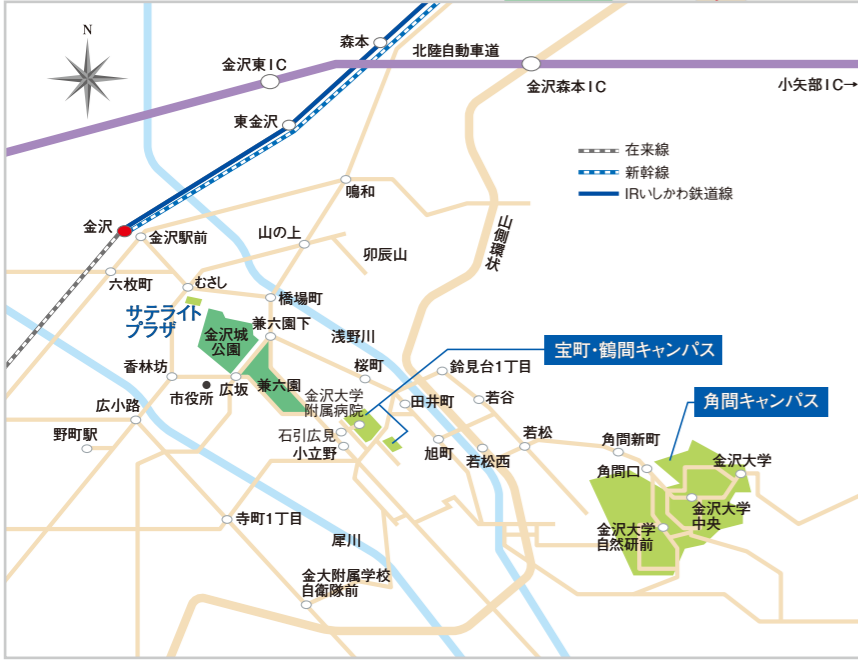 N
森本
北陸自動車道
金沢東IC
金沢森本IC
小矢部IC→
東金沢
在来線
新幹線
IRいしかわ鉄道線
鳴和
山側環状
金沢
金沢駅前
山の上
卯辰山
六枚町
むさし
橋場町
サテライト
プラザ
金沢城
公園
兼六園下
浅野川
宝町・鶴間キャンパス
香林坊
市役所
広坂
兼六園
桜町
鈴見台1丁目
金沢大学
附属病院
田井町
若谷
角間キャンパス
広小路
野町駅
石引広見
小立野
旭町
若松西
若松
角間新町
角間口
金沢大学
金沢大学
中央
金沢大学
自然研前
寺町1丁目
犀川
金大附属学校
自衛隊前